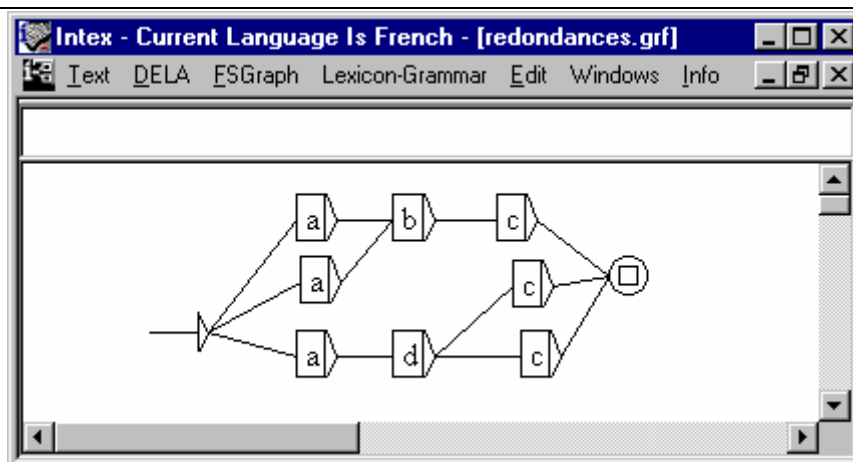 Intex - Current Language Is French - [redondances.grf]
Text DELA FSGraph Lexicon-Grammar Edit Windows Info
a b c
a c
a d c